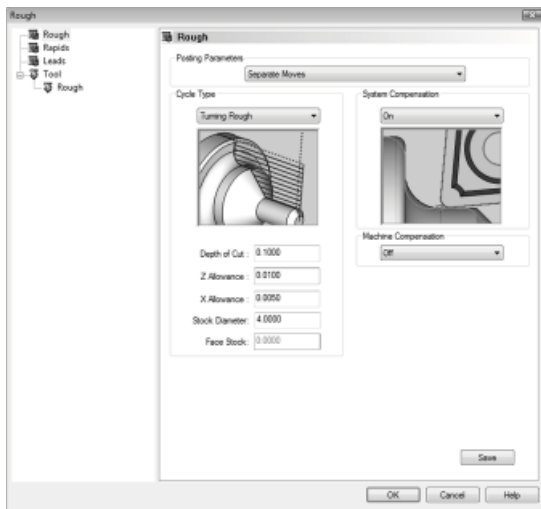 Rough
Rough
Rapids
Leads
Tool
Rough
Rough
Posting Parameters
Separate Moves
Cycle Type
Turning Rough
Depth of Cut : 0.1000
Z Allowance : 0.0100
X Allowance : 0.0050
Stock Diameter: 4.0000
Face Stock: 0.0000
System Compensation
On
Machine Compensation
Off
Save
OK
Cancel
Help